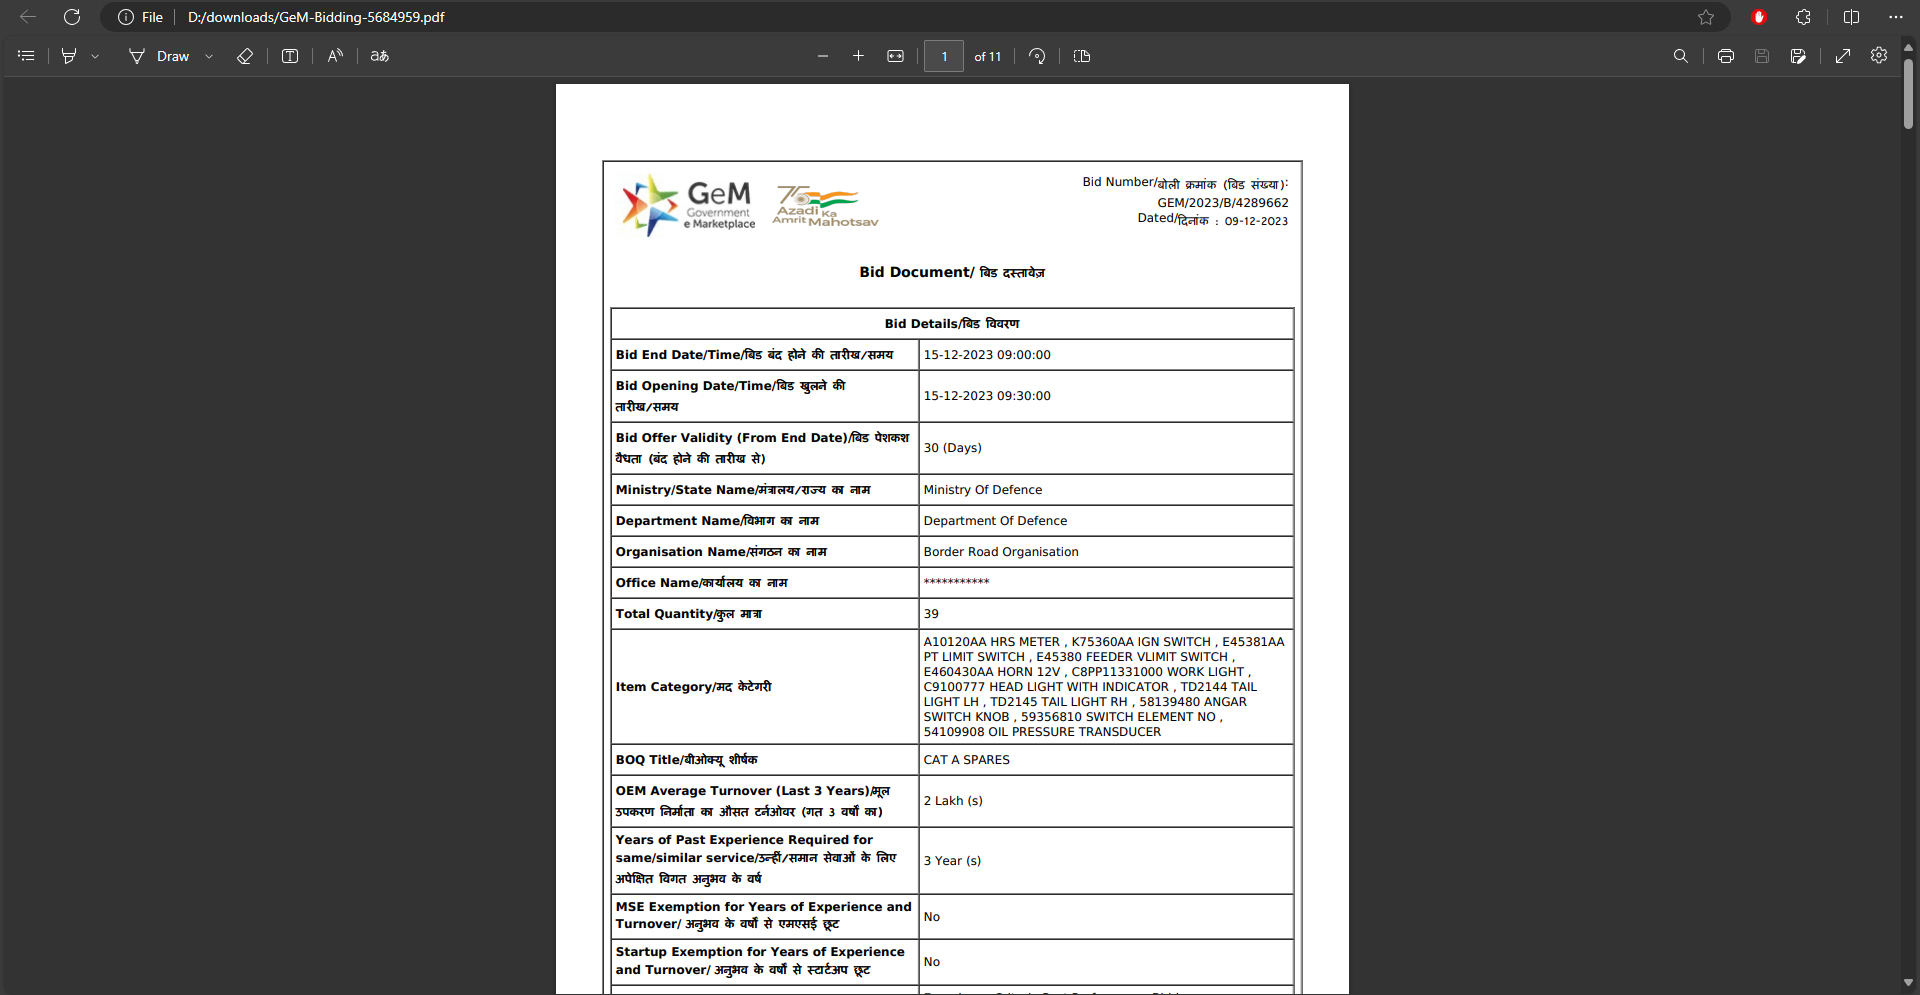 File
D:/downloads/GeM-Bidding-5684959.pdf
Draw
aあ
1
of 11
GeM
Government
e Marketplace
Azadi Ka
Amrit Mahotsav
Bid Number/बोली क्रमांक (बिड संख्या):
GEM/2023/B/4289662
Dated/दिनांक : 09-12-2023
Bid Document/ बिड दस्तावेज़
Bid Details/बिड विवरण
Bid End Date/Time/बिड बंद होने की तारीख/समय
15-12-2023 09:00:00
Bid Opening Date/Time/बिड खुलने की
तारीख/समय
15-12-2023 09:30:00
Bid Offer Validity (From End Date)/बिड पेशकश
वैधता (बंद होने की तारीख से)
30 (Days)
Ministry/State Name/मंत्रालय/राज्य का नाम
Ministry Of Defence
Department Name/विभाग का नाम
Department Of Defence
Organisation Name/संगठन का नाम
Border Road Organisation
Office Name/कार्यालय का नाम
***********
Total Quantity/कुल मात्रा
39
Item Category/मद केटेगरी
A10120AA HRS METER , K75360AA IGN SWITCH , E45381AA
PT LIMIT SWITCH , E45380 FEEDER VLIMIT SWITCH ,
E460430AA HORN 12V , C8PP11331000 WORK LIGHT ,
C9100777 HEAD LIGHT WITH INDICATOR , TD2144 TAIL
LIGHT LH , TD2145 TAIL LIGHT RH , 58139480 ANGAR
SWITCH KNOB , 59356810 SWITCH ELEMENT NO ,
54109908 OIL PRESSURE TRANSDUCER
BOQ Title/बीओक्यू शीर्षक
CAT A SPARES
OEM Average Turnover (Last 3 Years)/मूल
उपकरण निर्माता का औसत टर्नओवर (गत 3 वर्षों का)
2 Lakh (s)
Years of Past Experience Required for
same/similar service/उन्हीं/समान सेवाओं के लिए
अपेक्षित विगत अनुभव के वर्ष
3 Year (s)
MSE Exemption for Years of Experience and
Turnover/ अनुभव के वर्षों से एमएसई छूट
No
Startup Exemption for Years of Experience
and Turnover/ अनुभव के वर्षों से स्टार्टअप छूट
No